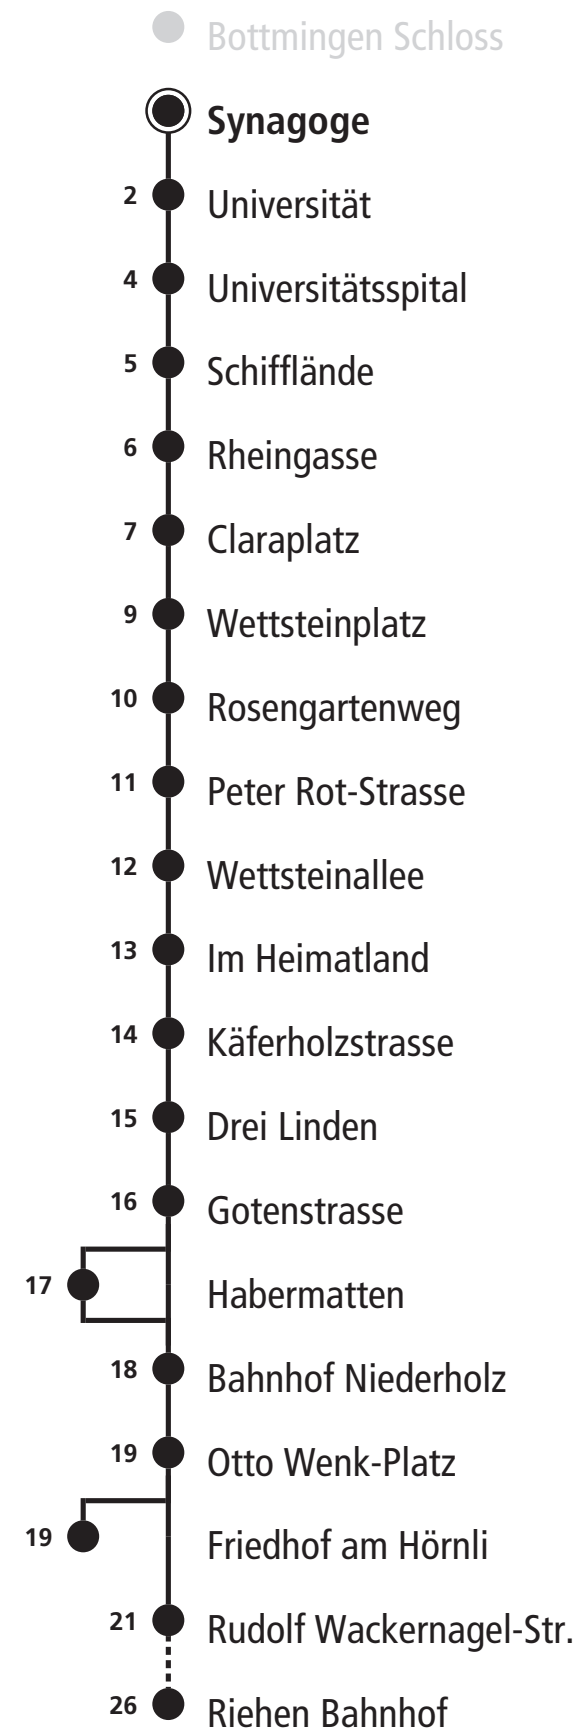 Bottmingen Schloss
Synagoge
2 Universität
4 Universitätsspital
5 Schifflände
6 Rheingasse
7 Claraplatz
9 Wettsteinplatz
10 Rosengartenweg
11 Peter Rot-Strasse
12 Wettsteinallee
13 Im Heimatland
14 Käferholzstrasse
15 Drei Linden
16 Gotenstrasse
17 Habermatten
18 Bahnhof Niederholz
19 Otto Wenk-Platz
19 Friedhof am Hörnli
21 Rudolf Wackernagel-Str.
26 Riehen Bahnhof